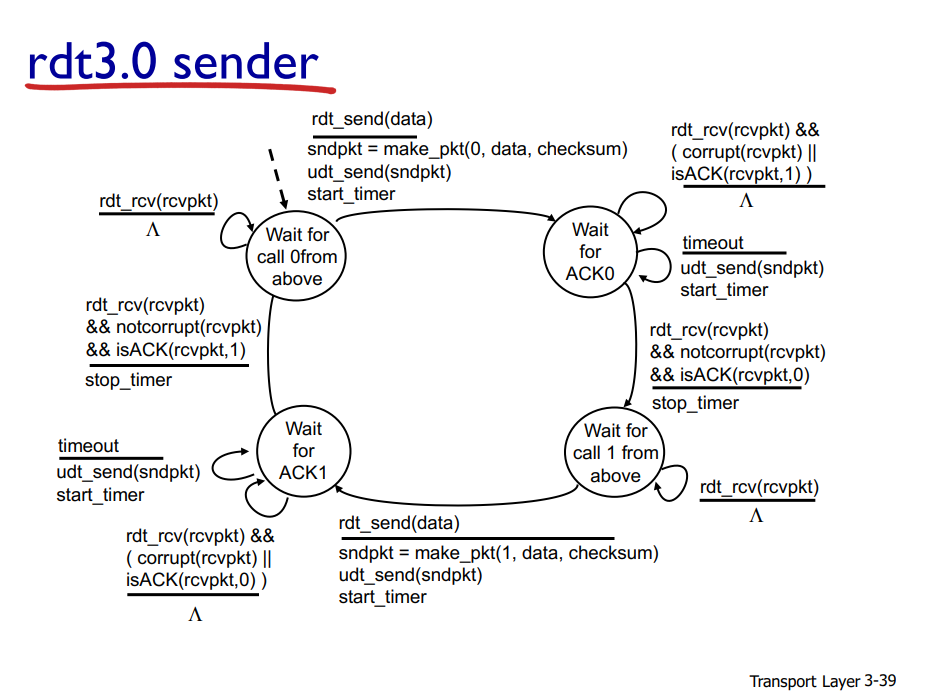 rdt3.0 sender
rdt_send(data)
sndpkt = make_pkt(0, data, checksum)
udt_send(sndpkt)
start_timer
rdt_rcv(rcvpkt) &&
( corrupt(rcvpkt) ||
isACK(rcvpkt,1) )
Λ
rdt_rcv(rcvpkt)
Λ
Wait for
call 0from
above
Wait
for
ACK0
timeout
udt_send(sndpkt)
start_timer
rdt_rcv(rcvpkt)
&& notcorrupt(rcvpkt)
&& isACK(rcvpkt,1)
stop_timer
rdt_rcv(rcvpkt)
&& notcorrupt(rcvpkt)
&& isACK(rcvpkt,0)
stop_timer
Wait
for
ACK1
Wait for
call 1 from
above
timeout
udt_send(sndpkt)
start_timer
rdt_rcv(rcvpkt)
Λ
rdt_rcv(rcvpkt) &&
( corrupt(rcvpkt) ||
isACK(rcvpkt,0) )
Λ
rdt_send(data)
sndpkt = make_pkt(1, data, checksum)
udt_send(sndpkt)
start_timer
Transport Layer 3-39